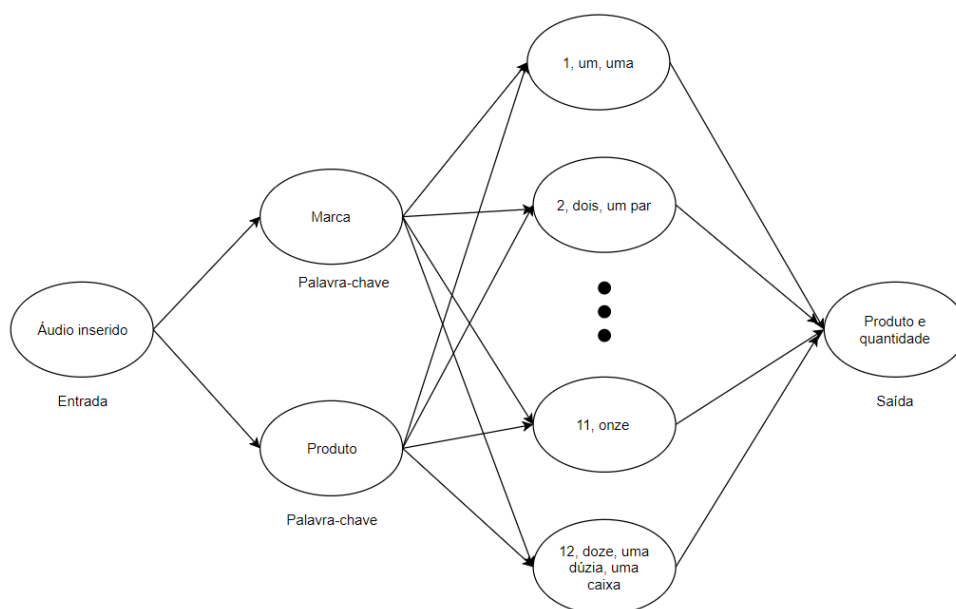 1, um, uma
Marca
2, dois, um par
Palavra-chave
Áudio inserido
Produto e
quantidade
Entrada
Saída
Produto
11, onze
Palavra-chave
12, doze, uma
dúzia, uma
caixa